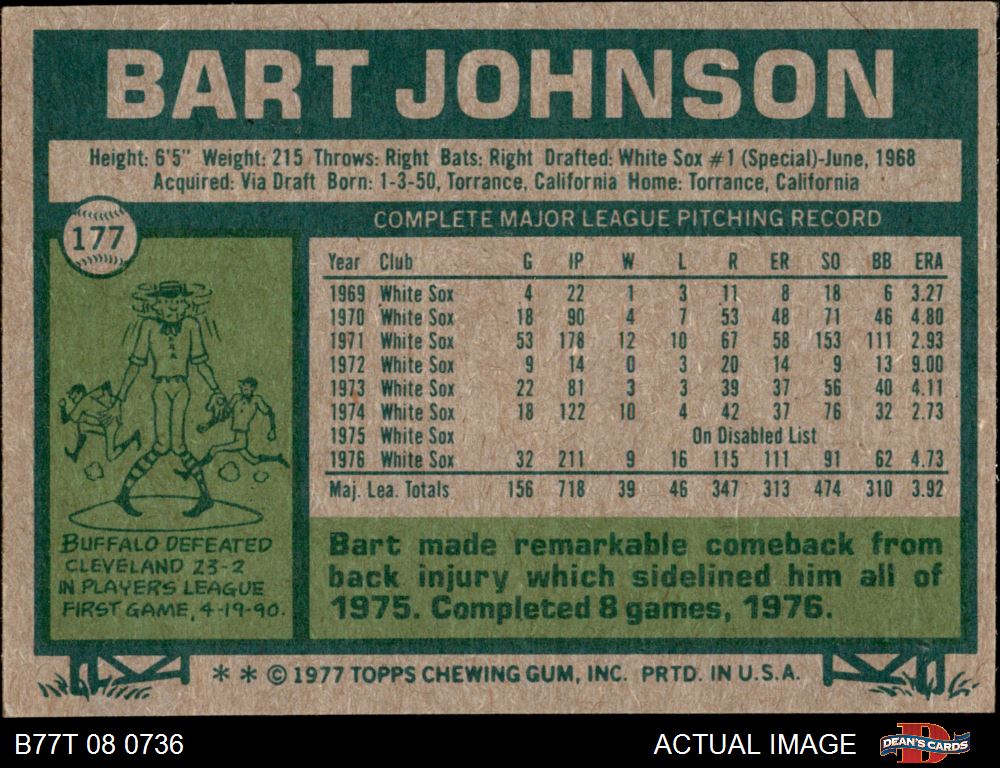 BART JOHNSON
Height: 6'5" Weight: 215 Throws: Right Bats: Right Drafted: White Sox #1 (Special)-June, 1968
Acquired: Via Draft Born: 1-3-50, Torrance, California Home: Torrance, California
177
COMPLETE MAJOR LEAGUE PITCHING RECORD
Year Club G IP W L R ER SO BB ERA
1969 White Sox 4 22 1 3 11 8 18 6 3.27
1970 White Sox 18 90 4 7 53 48 71 46 4.80
1971 White Sox 53 178 12 10 67 58 153 111 2.93
1972 White Sox 9 14 0 3 20 14 9 13 9.00
1973 White Sox 22 81 3 3 39 37 56 40 4.11
1974 White Sox 18 122 10 4 42 37 76 32 2.73
1975 White Sox On Disabled List
1976 White Sox 32 211 9 16 115 111 91 62 4.73
Maj. Lea. Totals 156 718 39 46 347 313 474 310 3.92
BUFFALO DEFEATED
CLEVELAND 23-2
IN PLAYERS LEAGUE
FIRST GAME, 4-19-90.
Bart made remarkable comeback from
back injury which sidelined him all of
1975. Completed 8 games, 1976.
* * © 1977 TOPPS CHEWING GUM, INC. PRTD. IN U.S.A.
B77T 08 0736
ACTUAL IMAGE
DEAN'S CARDS